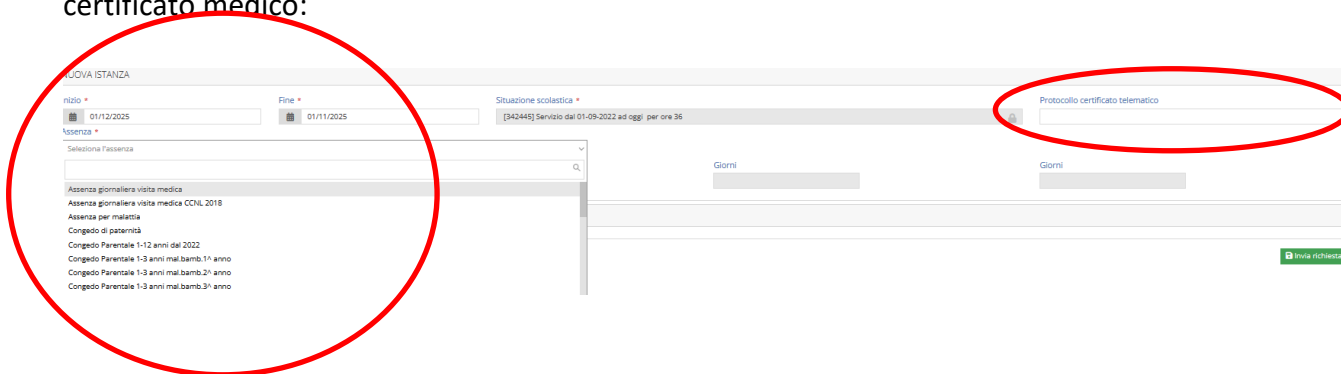 certificato medico:
NUOVA ISTANZA
Inizio * Fine * Situazione scolastica * Protocollo certificato telematico
01/12/2025 01/11/2025 [342445] Servizio dal 01-09-2022 ad oggi per ore 36
Assenza *
Seleziona l'assenza
Giorni Giorni
Assenza giornaliera visita medica
Assenza giornaliera visita medica CCNL 2018
Assenza per malattia
Congedo di paternità
Congedo Parentale 1-12 anni dal 2022
Congedo Parentale 1-3 anni mal.bamb.1^ anno
Congedo Parentale 1-3 anni mal.bamb.2^ anno
Congedo Parentale 1-3 anni mal.bamb.3^ anno
Invia richiesta